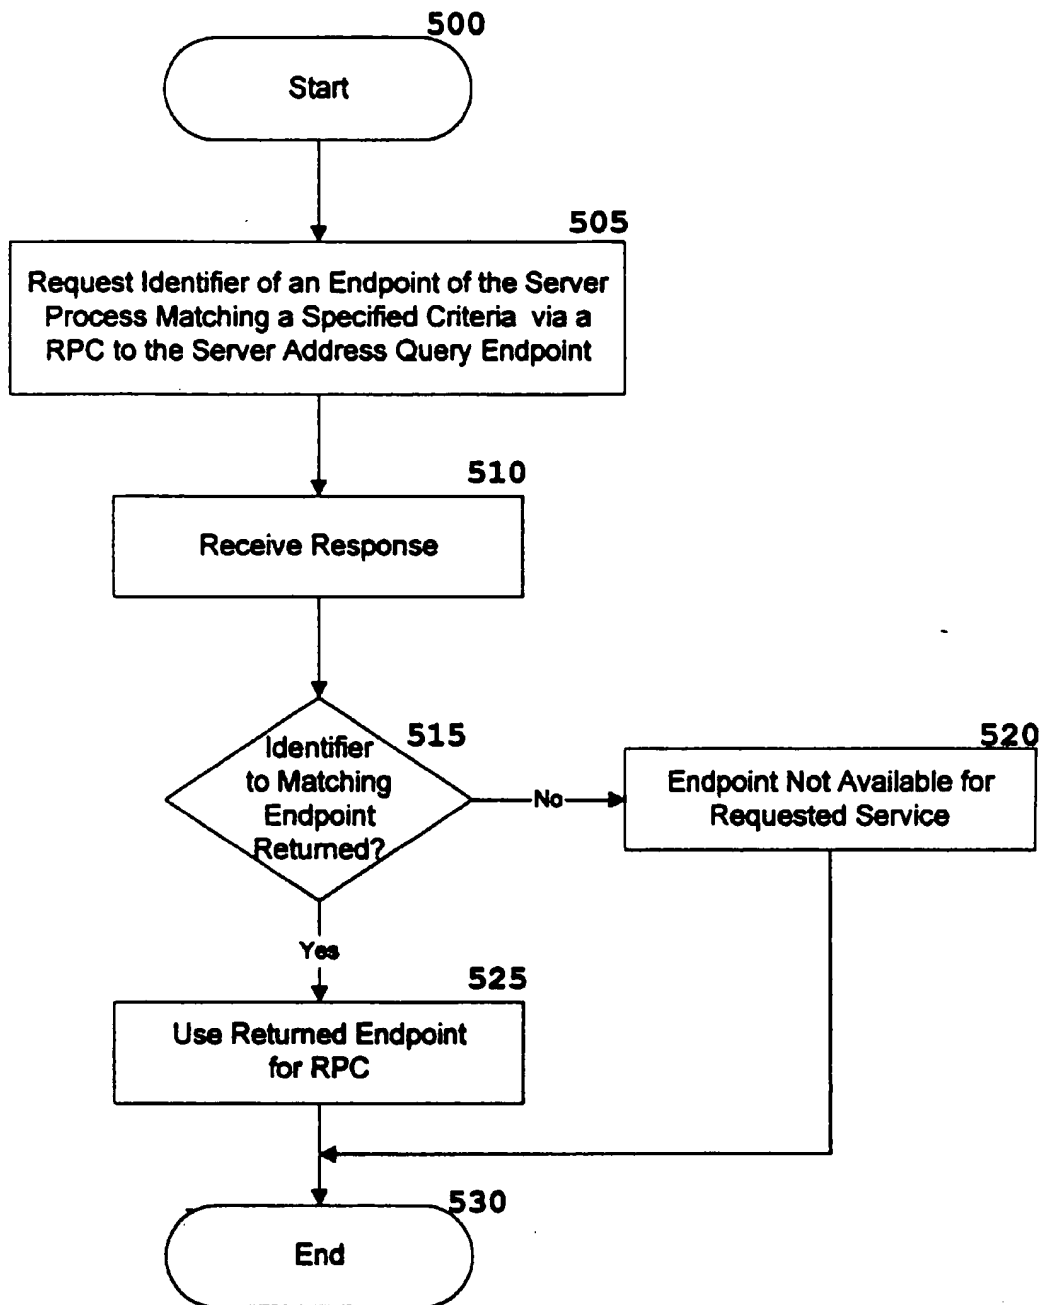 500
Start
505
Request Identifier of an Endpoint of the Server
Process Matching a Specified Criteria via a
RPC to the Server Address Query Endpoint
510
Receive Response
515
Identifier
to Matching
Endpoint
Returned?
No
520
Endpoint Not Available for
Requested Service
Yes
525
Use Returned Endpoint
for RPC
530
End